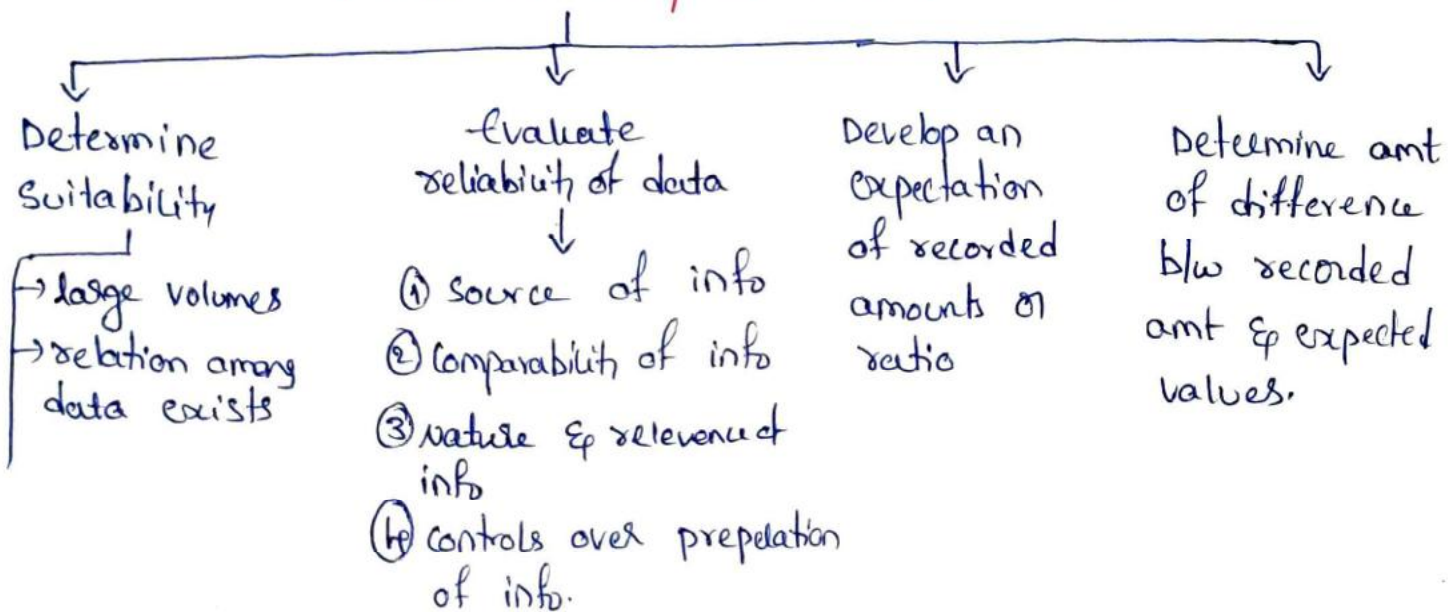 Determine
Suitability
→ large volumes
→ relation among
data exists
Evaluate
reliability of data
① Source of info
② Comparability of info
③ Nature & relevence of
info
④ controls over prepelation
of info.
Develop an
expectation
of recorded
amounts or
ratio
Determine amt
of difference
b/w recorded
amt & expected
values.